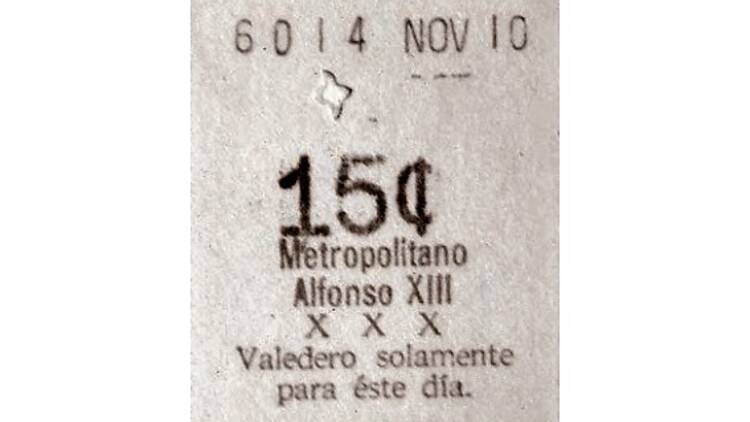 6014 NOV 10
15¢
Metropolitano
Alfonso XIII
X X X
Valedero solamente
para éste día.